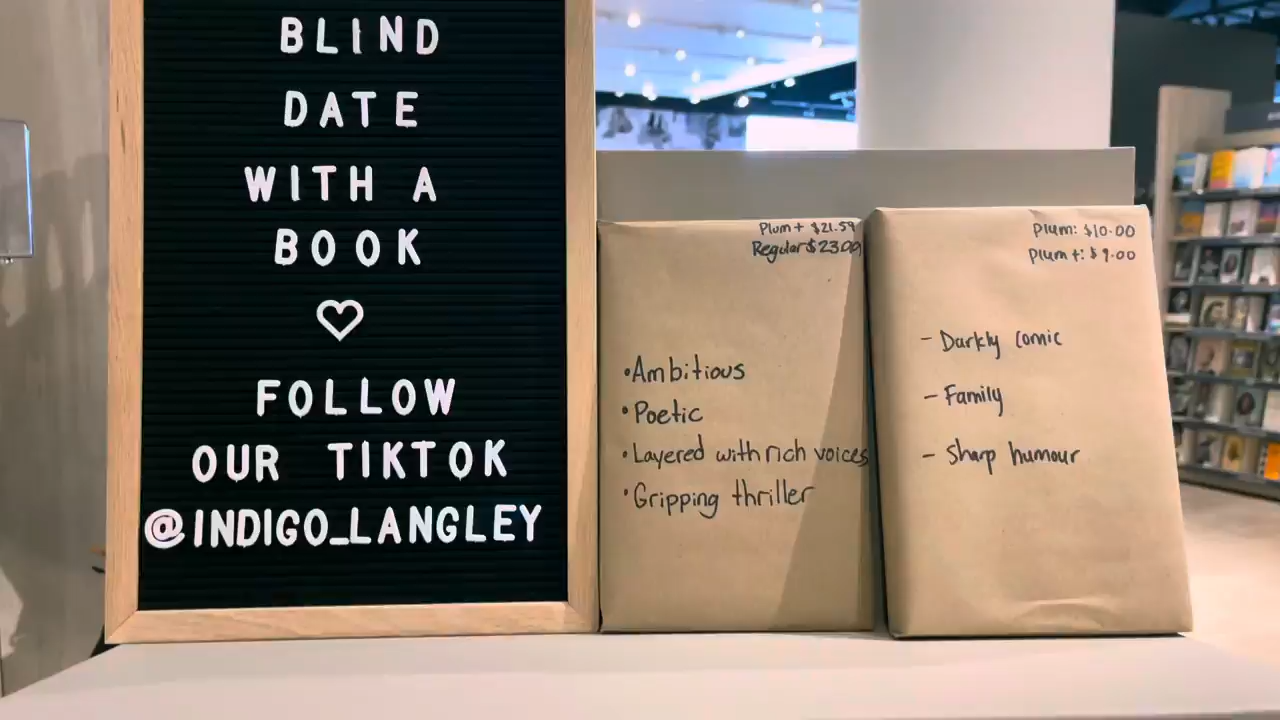 BLIND
DATE
WITH A
BOOK
♡
FOLLOW
OUR TIKTOK
@INDIGO_LANGLEY
Plum+ $21.59
Regular $23.99
•Ambitious
•Poetic
•Layered with rich voices
•Gripping thriller
Plum: $10.00
Plum+: $9.00
- Darkly comic
- Family
- Sharp humour